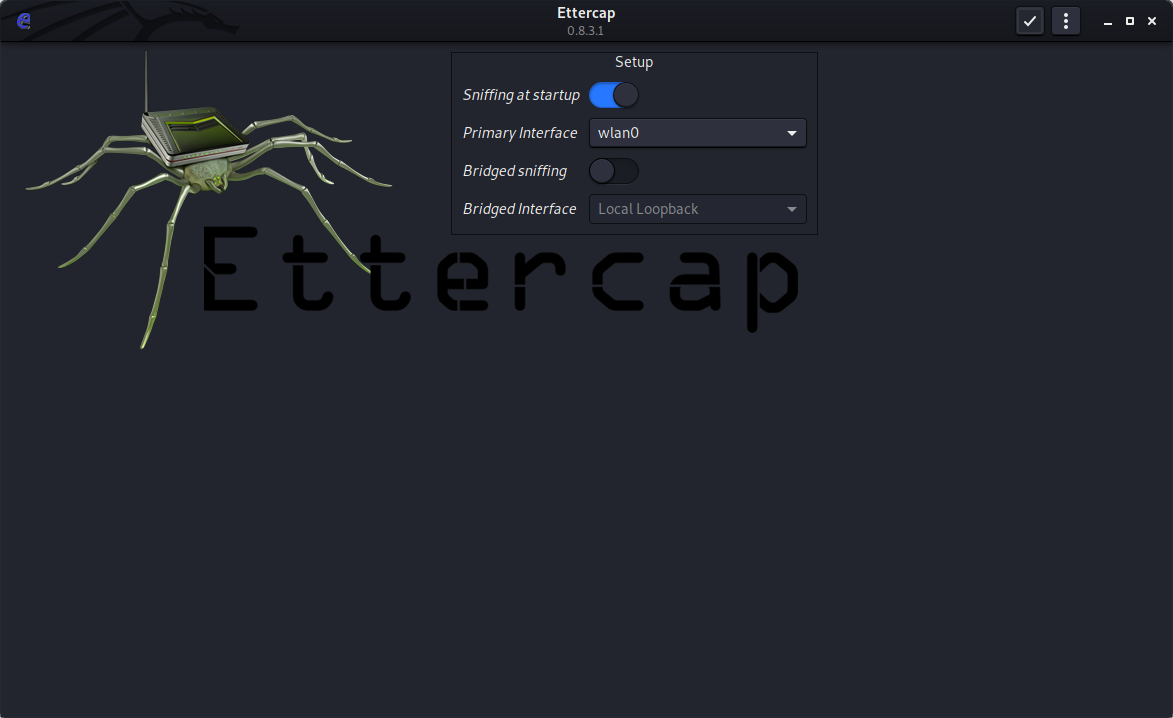 Ettercap
0.8.3.1
Setup
Sniffing at startup
Primary Interface wlan0
Bridged sniffing
Bridged Interface Local Loopback
Ettercap